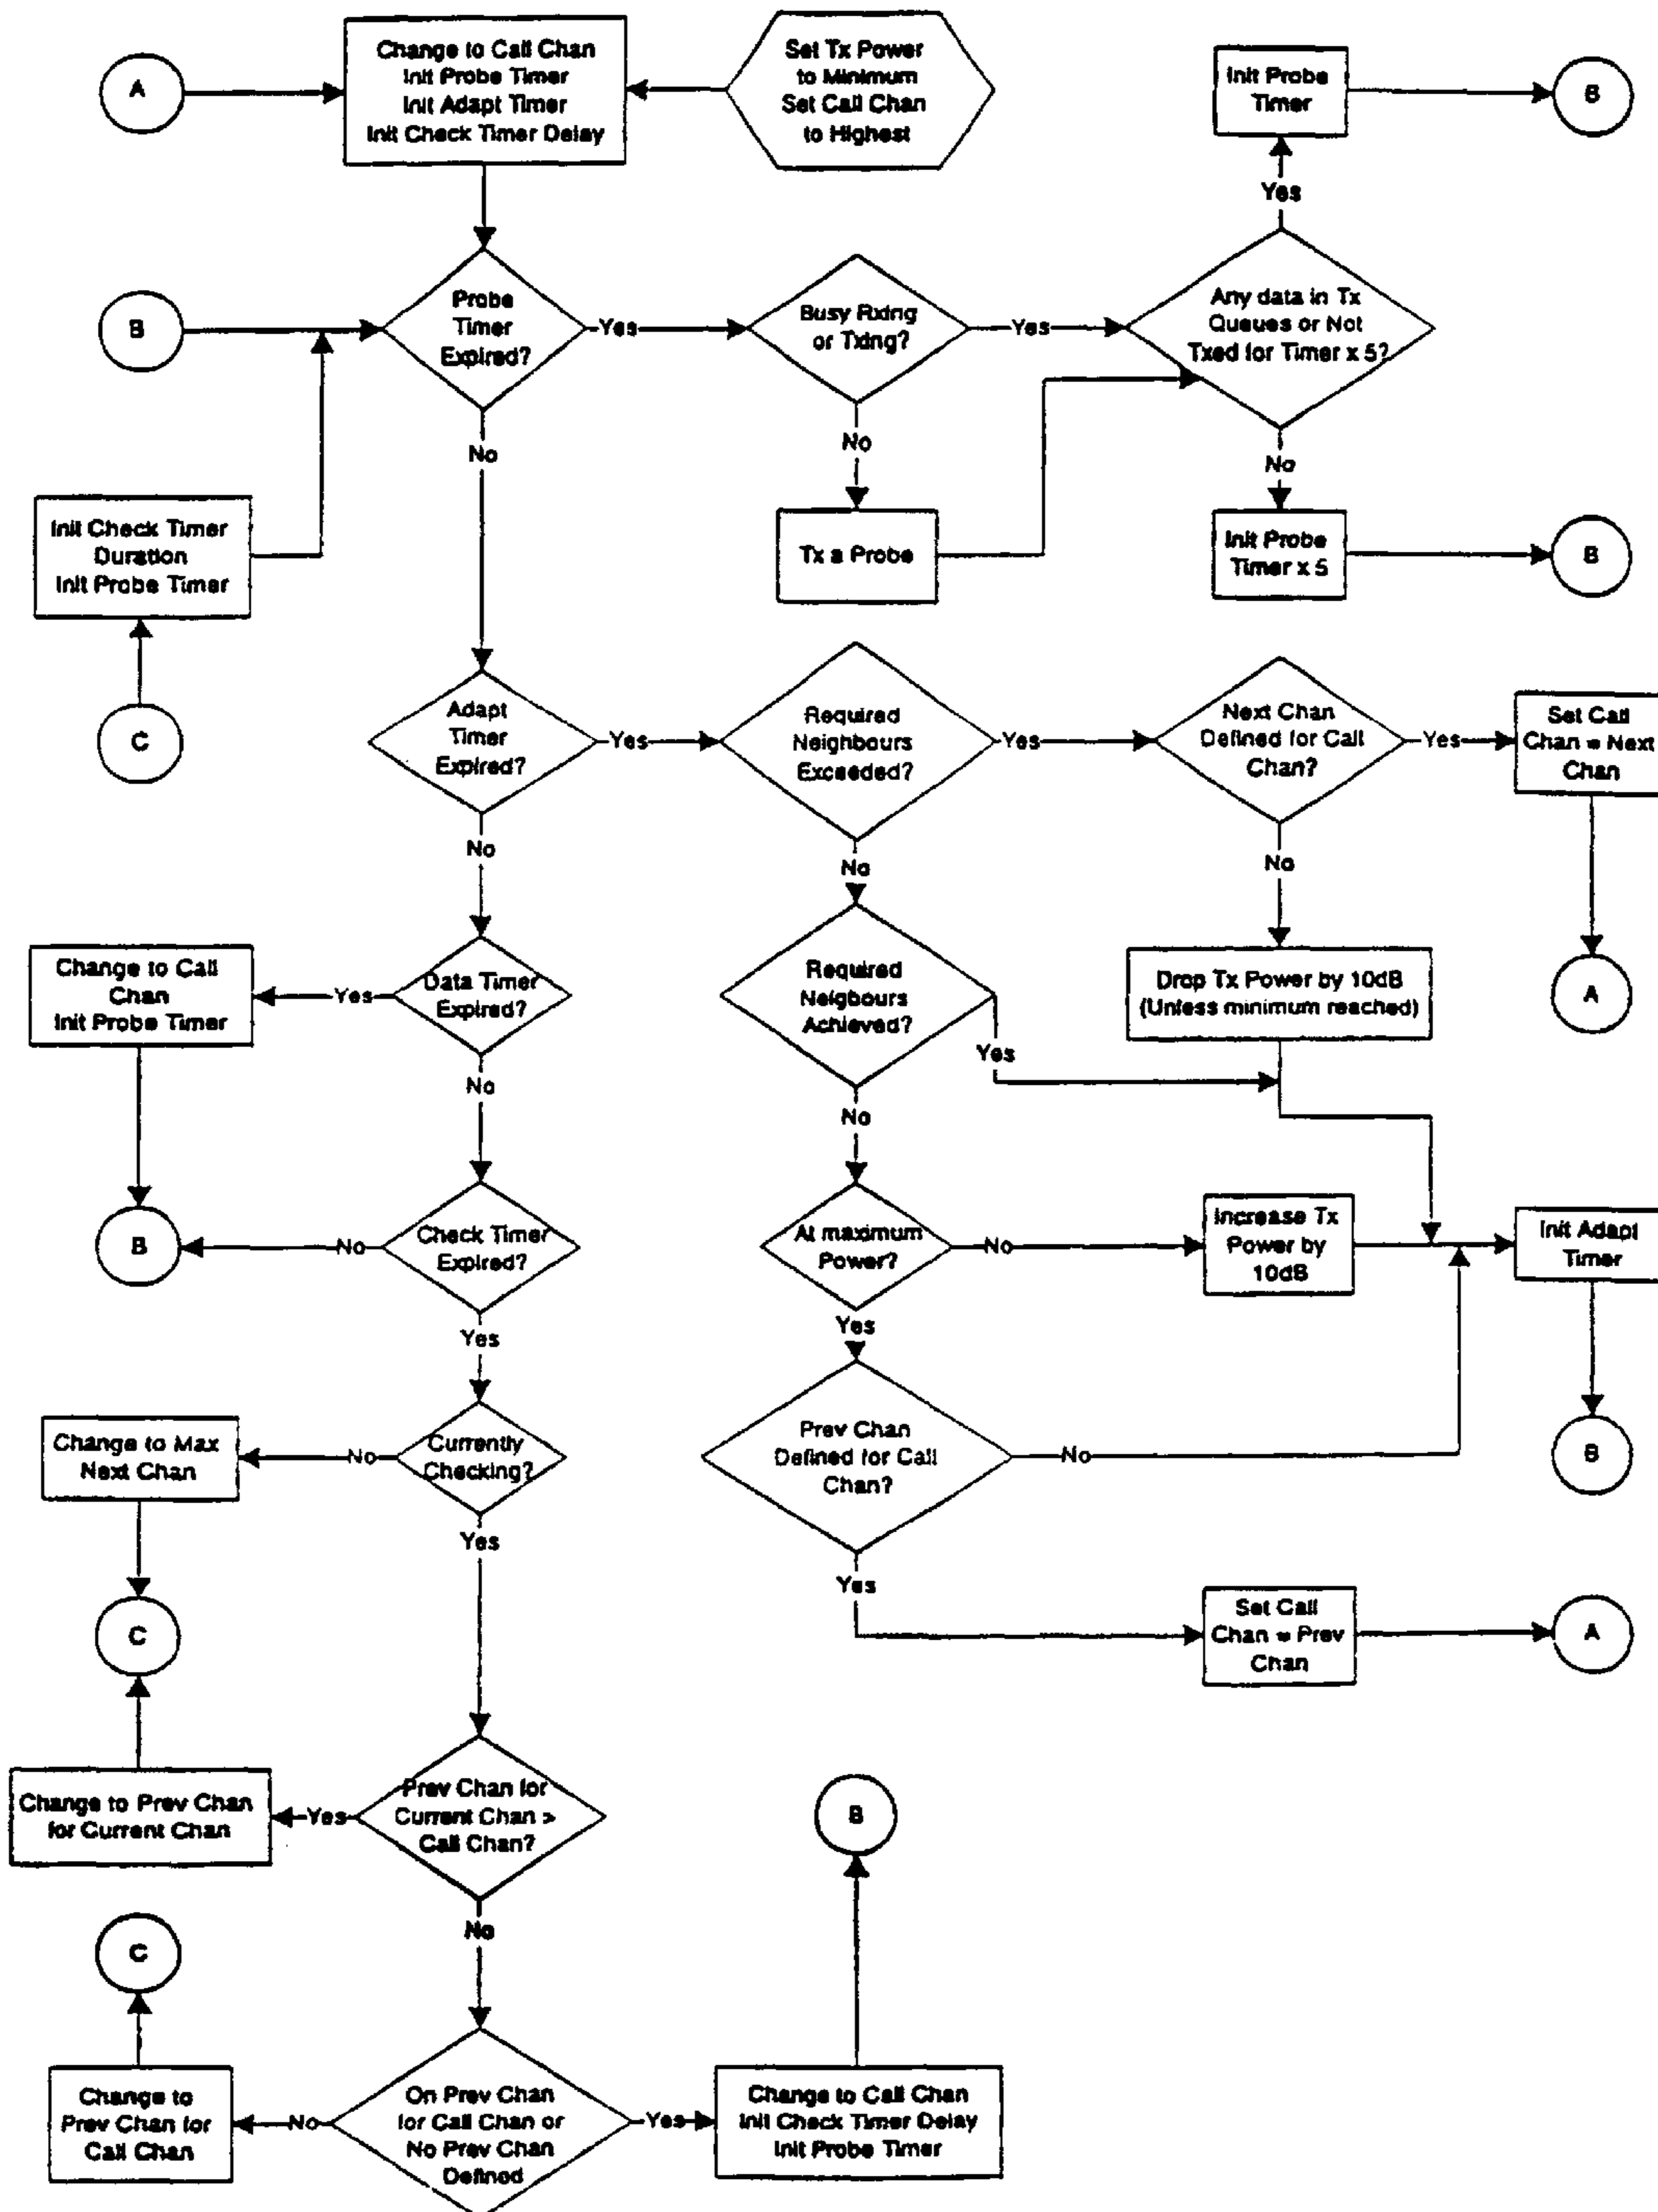 A
Change to Call Chan
Init Probe Timer
Init Adapt Timer
Init Check Timer Delay
Set Tx Power
to Minimum
Set Call Chan
to Highest
Init Probe
Timer
B
Yes
B
Probe
Timer
Expired?
Yes
Busy Rxing
or Txing?
Yes
Any data in Tx
Queues or Not
Txed for Timer x 5?
No
No
No
Init Check Timer
Duration
Init Probe Timer
Tx a Probe
Init Probe
Timer x 5
B
C
Adapt
Timer
Expired?
Yes
Required
Neighbours
Exceeded?
Yes
Next Chan
Defined for Call
Chan?
Yes
Set Call
Chan = Next
Chan
No
No
No
A
Change to Call
Chan
Init Probe Timer
Yes
Data Timer
Expired?
Required
Neigbours
Achieved?
Yes
Drop Tx Power by 10dB
(Unless minimum reached)
No
No
B
No
Check Timer
Expired?
At maximum
Power?
No
Increase Tx
Power by
10dB
Init Adapt
Timer
Yes
Yes
Change to Max
Next Chan
No
Currently
Checking?
Prev Chan
Defined for Call
Chan?
No
B
Yes
Yes
C
Set Call
Chan = Prev
Chan
A
Change to Prev Chan
for Current Chan
Yes
Prev Chan for
Current Chan >
Call Chan?
B
No
C
Change to
Prev Chan for
Call Chan
No
On Prev Chan
for Call Chan or
No Prev Chan
Defined
Yes
Change to Call Chan
Init Check Timer Delay
Init Probe Timer